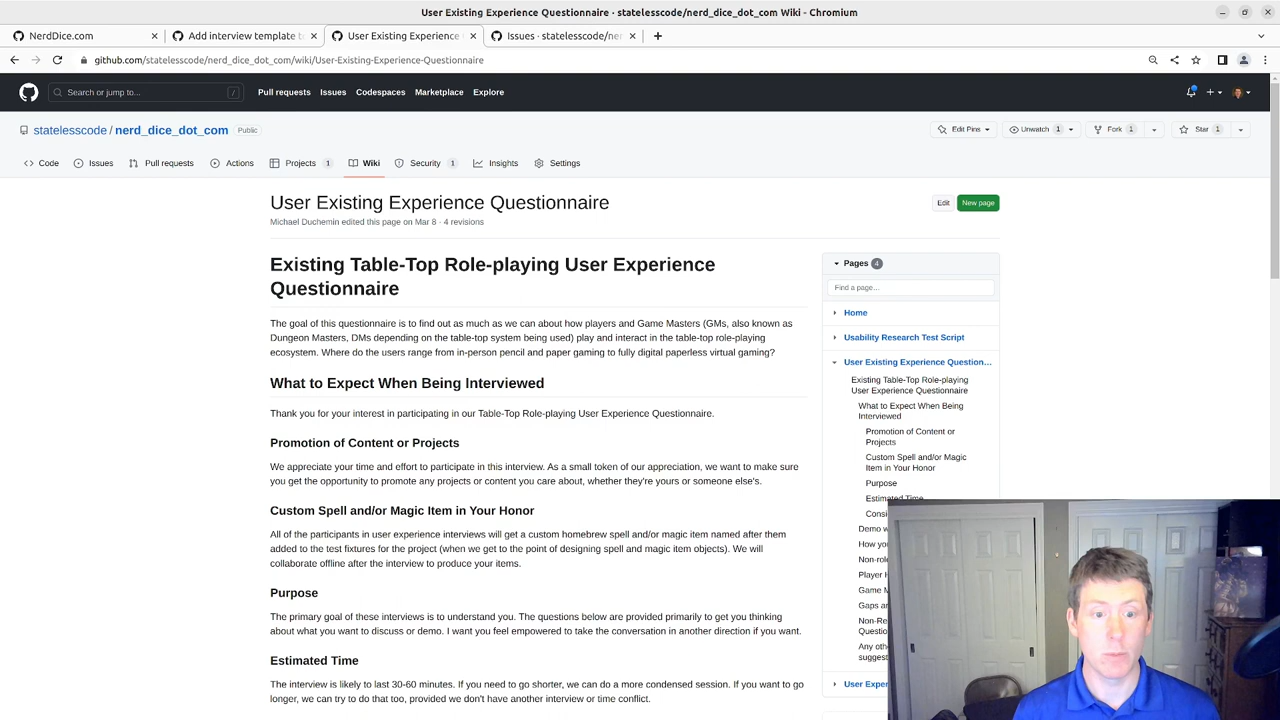 User Existing Experience Questionnaire · statelesscode/nerd_dice_dot_com Wiki - Chromium
NerdDice.com
Add interview template t
User Existing Experience
Issues · statelesscode/ner
github.com/statelesscode/nerd_dice_dot_com/wiki/User-Existing-Experience-Questionnaire
Search or jump to...
/
Pull requests
Issues
Codespaces
Marketplace
Explore
statelesscode / nerd_dice_dot_com
Public
Edit Pins
Unwatch 1
Fork 1
Star 1
Code
Issues
Pull requests
Actions
Projects 1
Wiki
Security 1
Insights
Settings
User Existing Experience Questionnaire
Edit
New page
Michael Duchemin edited this page on Mar 8 · 4 revisions
Existing Table-Top Role-playing User Experience
Questionnaire
The goal of this questionnaire is to find out as much as we can about how players and Game Masters (GMs, also known as
Dungeon Masters, DMs depending on the table-top system being used) play and interact in the table-top role-playing
ecosystem. Where do the users range from in-person pencil and paper gaming to fully digital paperless virtual gaming?
What to Expect When Being Interviewed
Thank you for your interest in participating in our Table-Top Role-playing User Experience Questionnaire.
Promotion of Content or Projects
We appreciate your time and effort to participate in this interview. As a small token of our appreciation, we want to make sure
you get the opportunity to promote any projects or content you care about, whether they're yours or someone else's.
Custom Spell and/or Magic Item in Your Honor
All of the participants in user experience interviews will get a custom homebrew spell and/or magic item named after them
added to the test fixtures for the project (when we get to the point of designing spell and magic item objects). We will
collaborate offline after the interview to produce your items.
Purpose
The primary goal of these interviews is to understand you. The questions below are provided primarily to get you thinking
about what you want to discuss or demo. I want you feel empowered to take the conversation in another direction if you want.
Estimated Time
The interview is likely to last 30-60 minutes. If you need to go shorter, we can do a more condensed session. If you want to go
longer, we can try to do that too, provided we don't have another interview or time conflict.
Pages 4
Find a page...
Home
Usability Research Test Script
User Existing Experience Question...
Existing Table-Top Role-playing
User Experience Questionnaire
What to Expect When Being
Interviewed
Promotion of Content or
Projects
Custom Spell and/or Magic
Item in Your Honor
Purpose
Estimated Time
Consi
Demo w
How you
Non-role
Player H
Game M
Gaps an
Non-Re
Questio
Any othe
suggest
User Exper